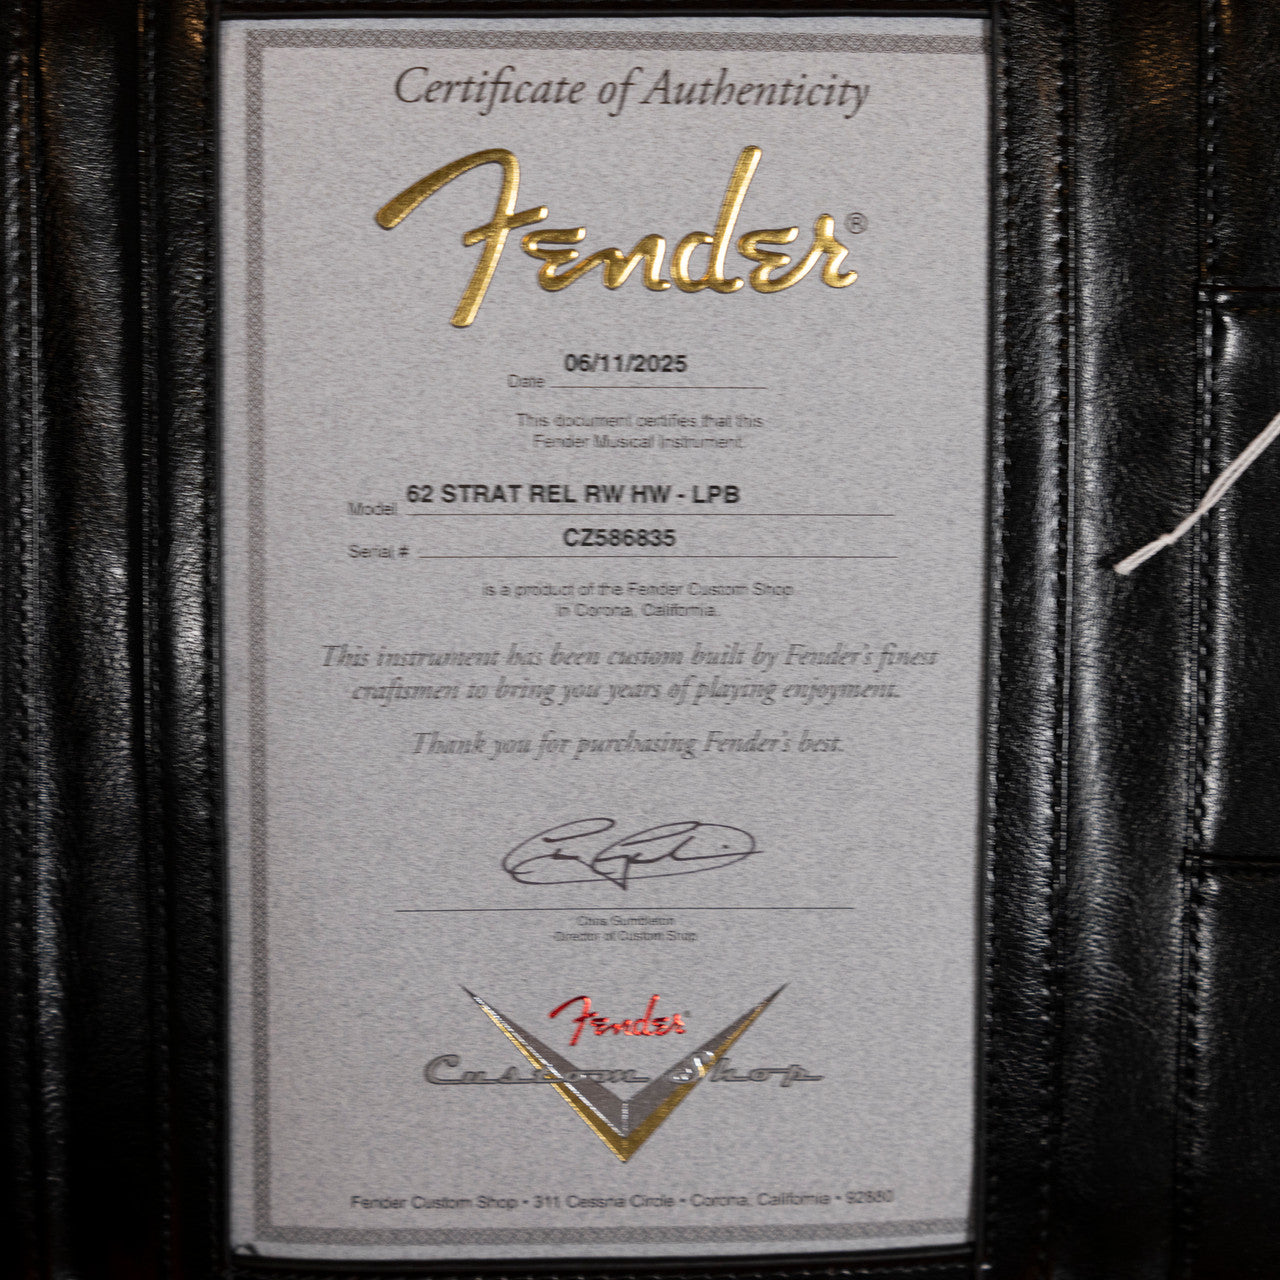 Certificate of Authenticity
Fender®
06/11/2025
Date
This document certifies that this
Fender Musical Instrument
62 STRAT REL RW HW - LPB
Model
CZ586835
Serial #
is a product of the Fender Custom Shop
in Corona, California.
This instrument has been custom built by Fender's finest
craftsmen to bring you years of playing enjoyment.
Thank you for purchasing Fender's best.
Chris Gumbleton
Director of Custom Shop
Fender
Custom Shop
Fender Custom Shop • 311 Cessna Circle • Corona, California • 92880